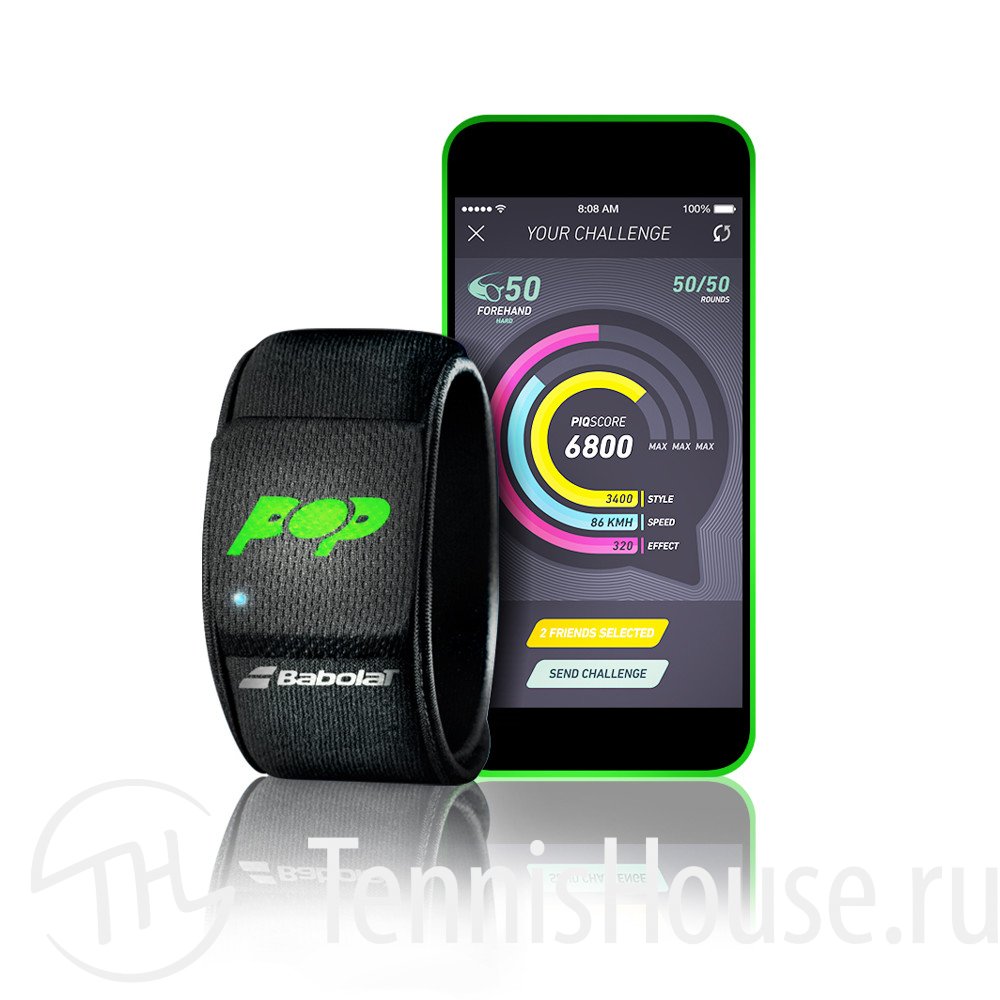 8:08 AM
100%
YOUR CHALLENGE
50
FOREHAND
HARD
50/50
ROUNDS
PIQSCORE
6800
MAX MAX MAX
3400 STYLE
86 KMH SPEED
320 EFFECT
2 FRIENDS SELECTED
SEND CHALLENGE
POP
BabolaT
TH
TennisHouse.ru